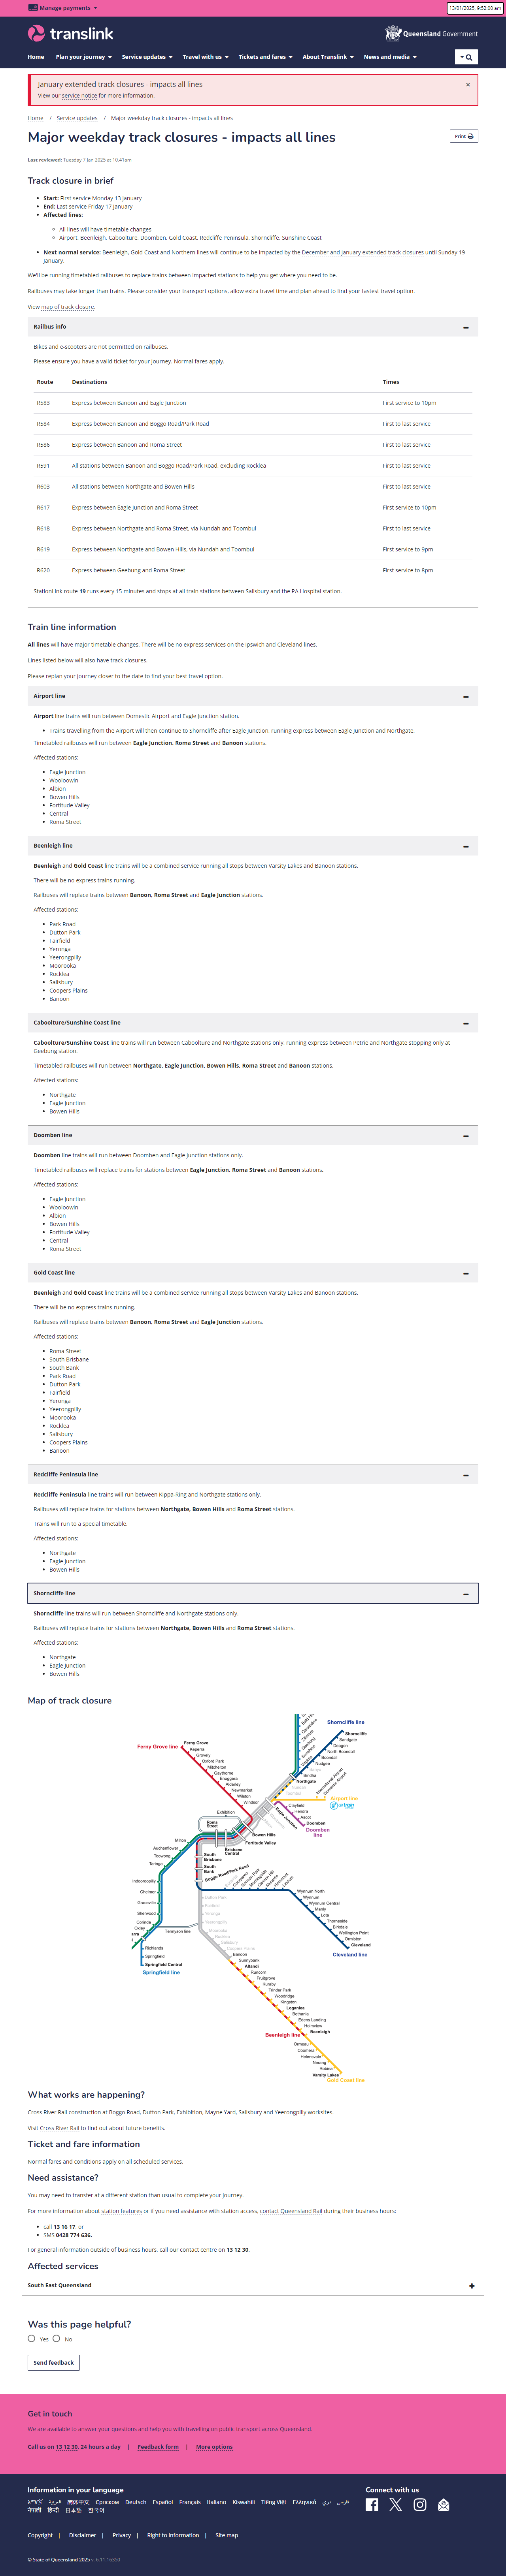 Manage payments
13/01/2025, 9:52:00 am
translink
Queensland Government
Home Plan your journey Service updates Travel with us Tickets and fares About Translink News and media
January extended track closures - impacts all lines
View our service notice for more information.
Home / Service updates / Major weekday track closures - impacts all lines
Major weekday track closures - impacts all lines
Print
Last reviewed: Tuesday 7 Jan 2025 at 10.41am
Track closure in brief
Start: First service Monday 13 January
End: Last service Friday 17 January
Affected lines:
All lines will have timetable changes
Airport, Beenleigh, Caboolture, Doomben, Gold Coast, Redcliffe Peninsula, Shorncliffe, Sunshine Coast
Next normal service: Beenleigh, Gold Coast and Northern lines will continue to be impacted by the December and January extended track closures until Sunday 19
January.
We'll be running timetabled railbuses to replace trains between impacted stations to help you get where you need to be.
Railbuses may take longer than trains. Please consider your transport options, allow extra travel time and plan ahead to find your fastest travel option.
View map of track closure.
Railbus info
Bikes and e-scooters are not permitted on railbuses.
Please ensure you have a valid ticket for your journey. Normal fares apply.
Route Destinations Times
R583 Express between Banoon and Eagle Junction First service to 10pm
R584 Express between Banoon and Boggo Road/Park Road First to last service
R586 Express between Banoon and Roma Street First to last service
R591 All stations between Banoon and Boggo Road/Park Road, excluding Rocklea First to last service
R603 All stations between Northgate and Bowen Hills First to last service
R617 Express between Eagle Junction and Roma Street First service to 10pm
R618 Express between Northgate and Roma Street, via Nundah and Toombul First to last service
R619 Express between Northgate and Bowen Hills, via Nundah and Toombul First service to 9pm
R620 Express between Geebung and Roma Street First service to 8pm
StationLink route 19 runs every 15 minutes and stops at all train stations between Salisbury and the PA Hospital station.
Train line information
All lines will have major timetable changes. There will be no express services on the Ipswich and Cleveland lines.
Lines listed below will also have track closures.
Please replan your journey closer to the date to find your best travel option.
Airport line
Airport line trains will run between Domestic Airport and Eagle Junction station.
Trains travelling from the Airport will then continue to Shorncliffe after Eagle Junction, running express between Eagle Junction and Northgate.
Timetabled railbuses will run between Eagle Junction, Roma Street and Banoon stations.
Affected stations:
Eagle Junction
Wooloowin
Albion
Bowen Hills
Fortitude Valley
Central
Roma Street
Beenleigh line
Beenleigh and Gold Coast line trains will be a combined service running all stops between Varsity Lakes and Banoon stations.
There will be no express trains running.
Railbuses will replace trains between Banoon, Roma Street and Eagle Junction stations.
Affected stations:
Park Road
Dutton Park
Fairfield
Yeronga
Yeerongpilly
Moorooka
Rocklea
Salisbury
Coopers Plains
Banoon
Caboolture/Sunshine Coast line
Caboolture/Sunshine Coast line trains will run between Caboolture and Northgate stations only, running express between Petrie and Northgate stopping only at
Geebung station.
Timetabled railbuses will run between Northgate, Eagle Junction, Bowen Hills, Roma Street and Banoon stations.
Affected stations:
Northgate
Eagle Junction
Bowen Hills
Doomben line
Doomben line trains will run between Doomben and Eagle Junction stations only.
Timetabled railbuses will replace trains for stations between Eagle Junction, Roma Street and Banoon stations.
Affected stations:
Eagle Junction
Wooloowin
Albion
Bowen Hills
Fortitude Valley
Central
Roma Street
Gold Coast line
Beenleigh and Gold Coast line trains will be a combined service running all stops between Varsity Lakes and Banoon stations.
There will be no express trains running.
Railbuses will replace trains between Banoon, Roma Street and Eagle Junction stations.
Affected stations:
Roma Street
South Brisbane
South Bank
Park Road
Dutton Park
Fairfield
Yeronga
Yeerongpilly
Moorooka
Rocklea
Salisbury
Coopers Plains
Banoon
Redcliffe Peninsula line
Redcliffe Peninsula line trains will run between Kippa-Ring and Northgate stations only.
Railbuses will replace trains for stations between Northgate, Bowen Hills and Roma Street stations.
Trains will run to a special timetable.
Affected stations:
Northgate
Eagle Junction
Bowen Hills
Shorncliffe line
Shorncliffe line trains will run between Shorncliffe and Northgate stations only.
Railbuses will replace trains for stations between Northgate, Bowen Hills and Roma Street stations.
Affected stations:
Northgate
Eagle Junction
Bowen Hills
Map of track closure
Shorncliffe line
Shorncliffe
Sandgate
Deagon
North Boondall
Boondall
Nudgee
Bindha
Northgate
Ferny Grove line
Ferny Grove
Keperra
Grovely
Oxford Park
Mitchelton
Gaythorne
Enoggera
Alderley
Newmarket
Wilston
Windsor
International Airport
Domestic Airport
Airport line
Eagle Junction
Clayfield
Hendra
Ascot
Doomben
Doomben
line
Exhibition
Roma
Street
Bowen Hills
Fortitude Valley
Brisbane
Central
Milton
Auchenflower
Toowong
Taringa
Indooroopilly
Chelmer
Graceville
Sherwood
Corinda
Oxley
South
Brisbane
South
Bank
Boggo Road/Park Road
Tennyson line
Richlands
Springfield
Springfield Central
Springfield line
Wynnum North
Wynnum
Wynnum Central
Manly
Lota
Thorneside
Birkdale
Wellington Point
Ormiston
Cleveland
Cleveland line
Banoon
Sunnybank
Altandi
Runcorn
Fruitgrove
Kuraby
Trinder Park
Woodridge
Kingston
Loganlea
Bethania
Edens Landing
Holmview
Beenleigh
Beenleigh line
Ormeau
Coomera
Helensvale
Nerang
Robina
Varsity Lakes
Gold Coast line
What works are happening?
Cross River Rail construction at Boggo Road, Dutton Park, Exhibition, Mayne Yard, Salisbury and Yeerongpilly worksites.
Visit Cross River Rail to find out about future benefits.
Ticket and fare information
Normal fares and conditions apply on all scheduled services.
Need assistance?
You may need to transfer at a different station than usual to complete your journey.
For more information about station features or if you need assistance with station access, contact Queensland Rail during their business hours:
call 13 16 17, or
SMS 0428 774 636.
For general information outside of business hours, call our contact centre on 13 12 30.
Affected services
South East Queensland
Was this page helpful?
Yes No
Send feedback
Get in touch
We are available to answer your questions and help you with travelling on public transport across Queensland.
Call us on 13 12 30, 24 hours a day | Feedback form | More options
Information in your language
Connect with us
አማርኛ العربية 简体中文 Српском Deutsch Español Français Italiano Kiswahili Tiếng Việt Ελληνικά دری فارسی
नेपाली हिन्दी 日本語 한국어
Copyright | Disclaimer | Privacy | Right to information | Site map
© State of Queensland 2025 v. 6.11.18350